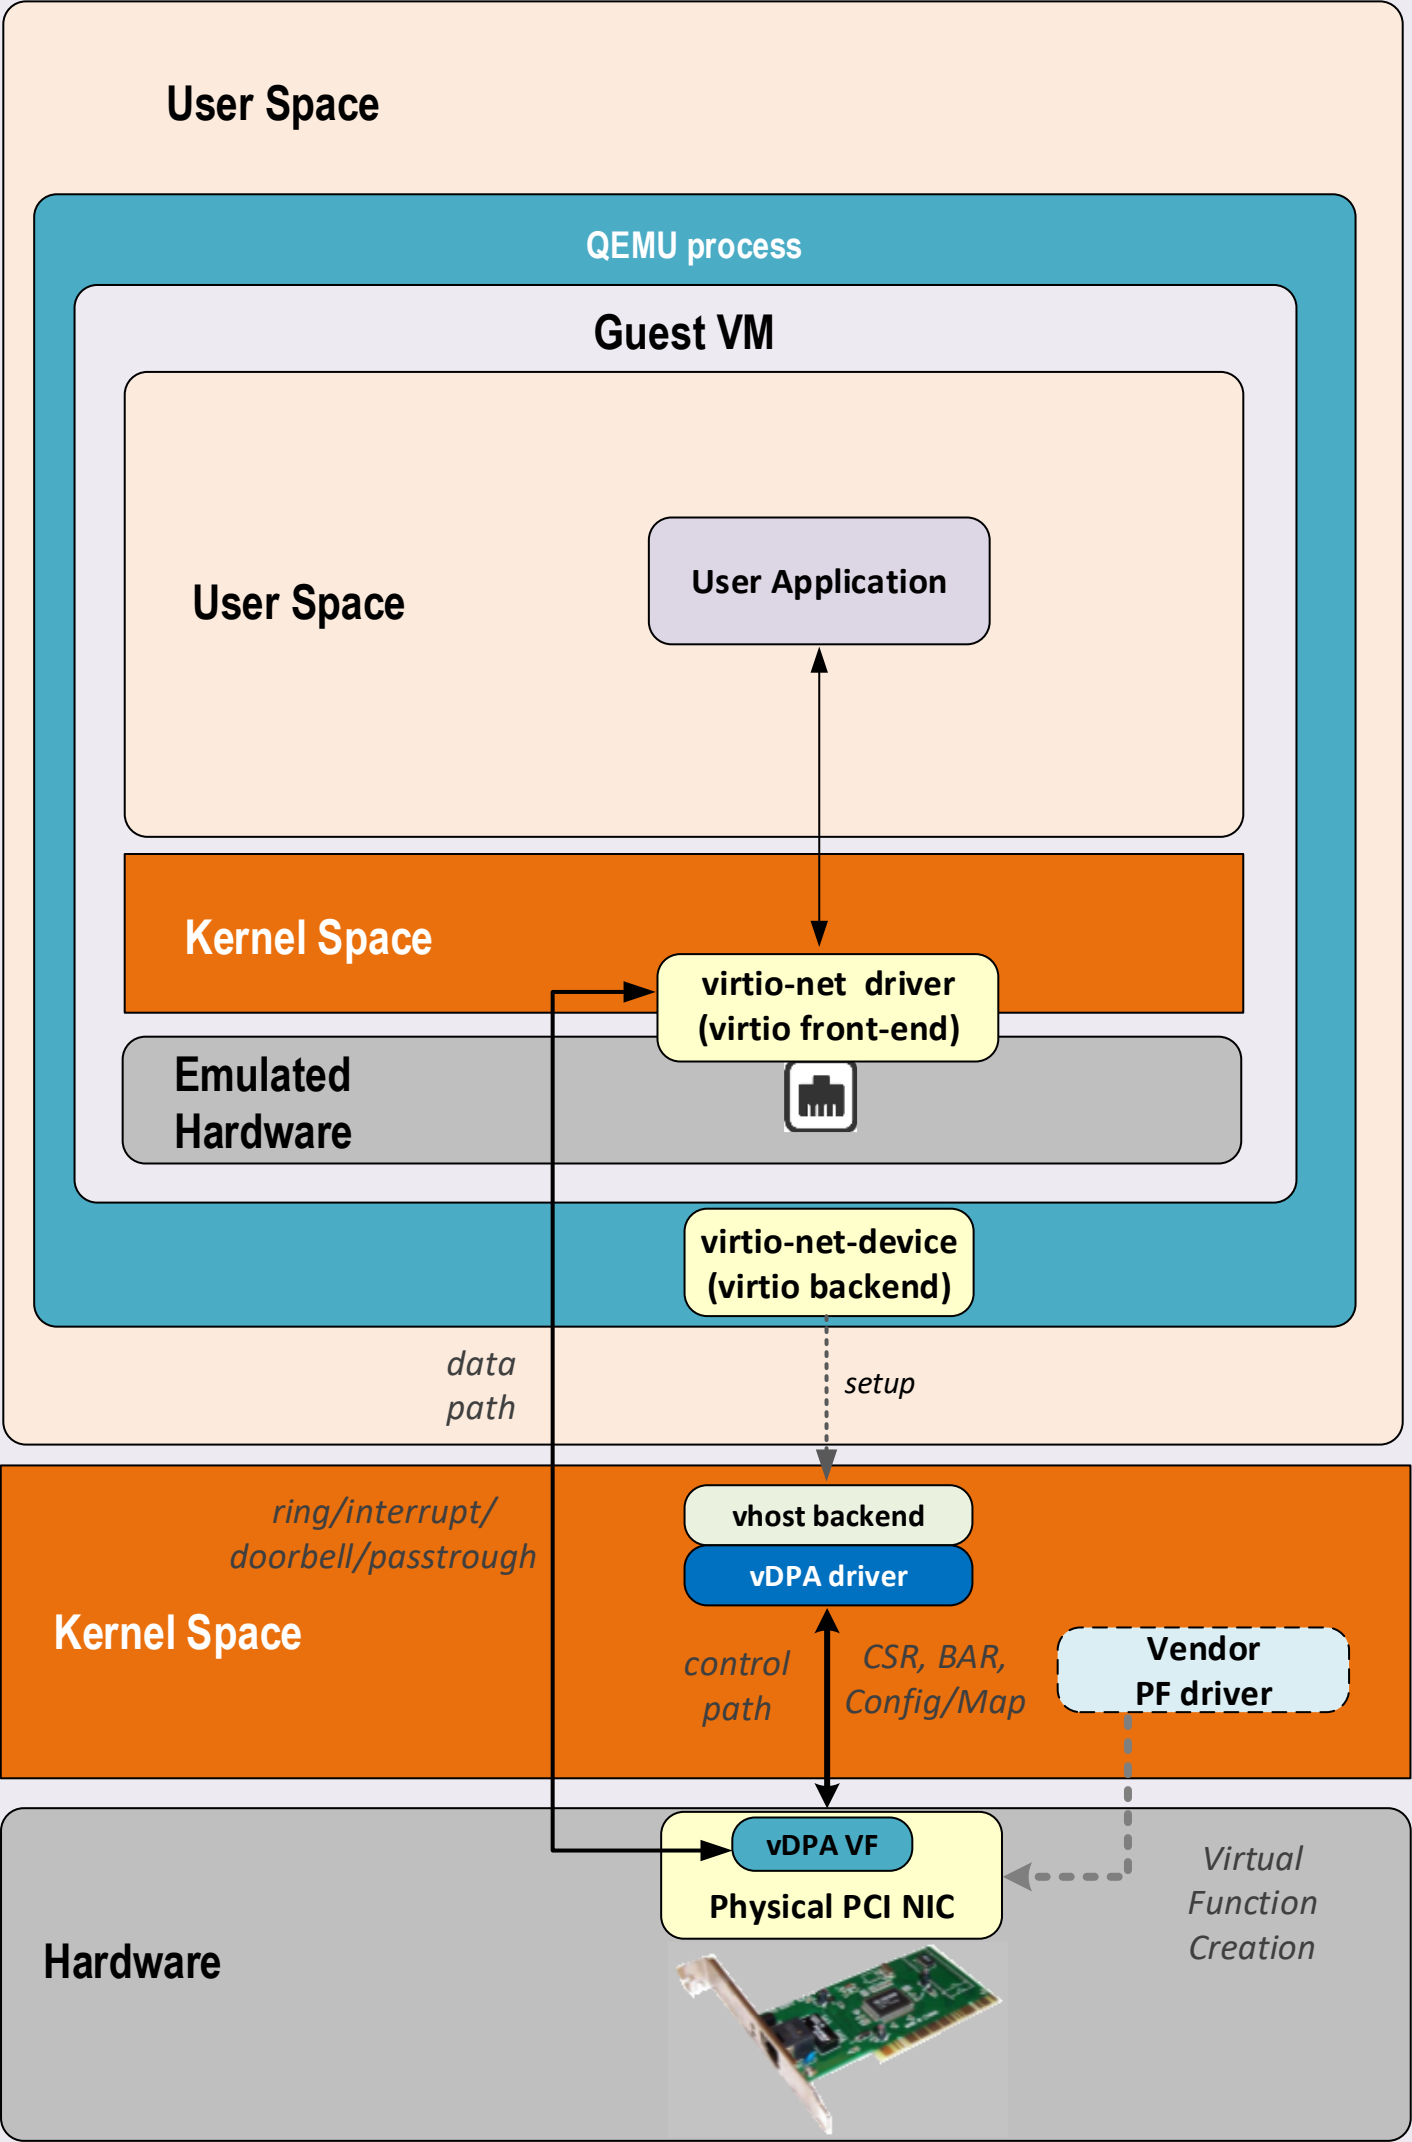 User Space
QEMU process
Guest VM
User Application
User Space
Kernel Space
virtio-net driver
(virtio front-end)
Emulated
Hardware
virtio-net-device
(virtio backend)
data
path
setup
ring/interrupt/
doorbell/passtrough
vhost backend
vDPA driver
Kernel Space
control
path
CSR, BAR,
Config/Map
Vendor
PF driver
vDPA VF
Physical PCI NIC
Virtual
Function
Creation
Hardware